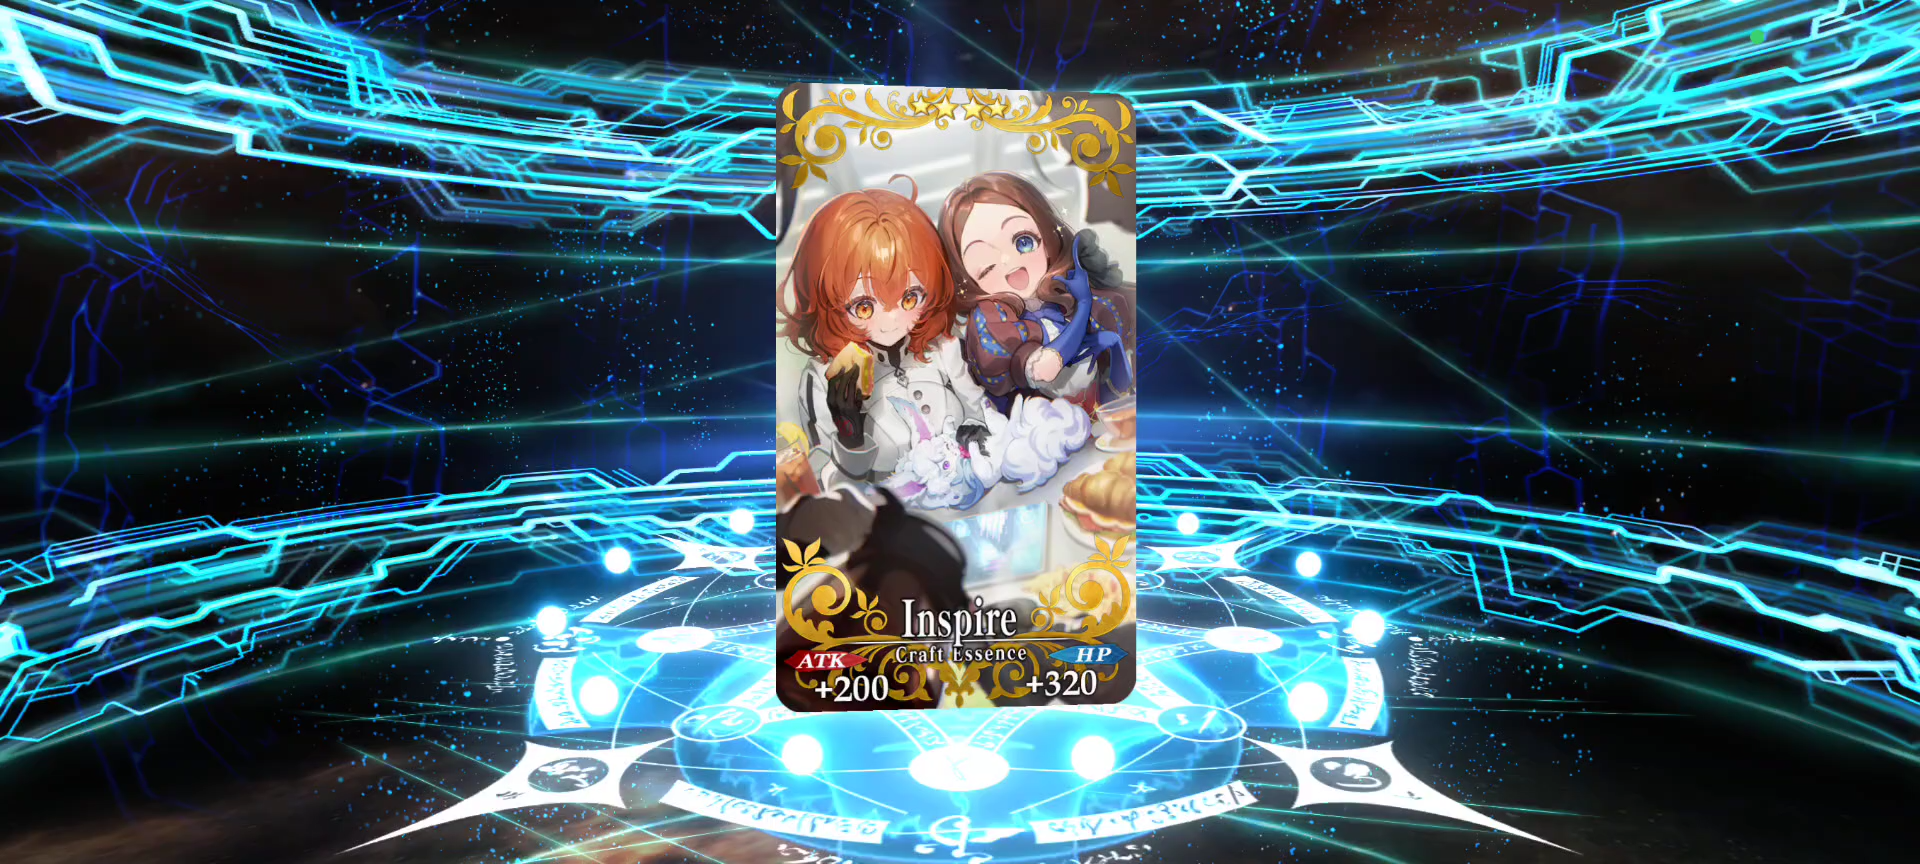 Inspire
Craft Essence
ATK
HP
+200
+320